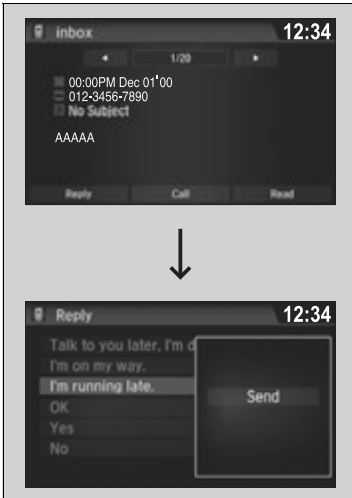 inbox 12:34
1/20
00:00PM Dec 01'00
012-3456-7890
No Subject
AAAAA
Reply Call Read
Reply 12:34
Talk to you later, I'm d
I'm on my way.
I'm running late.
OK
Yes
No
Send